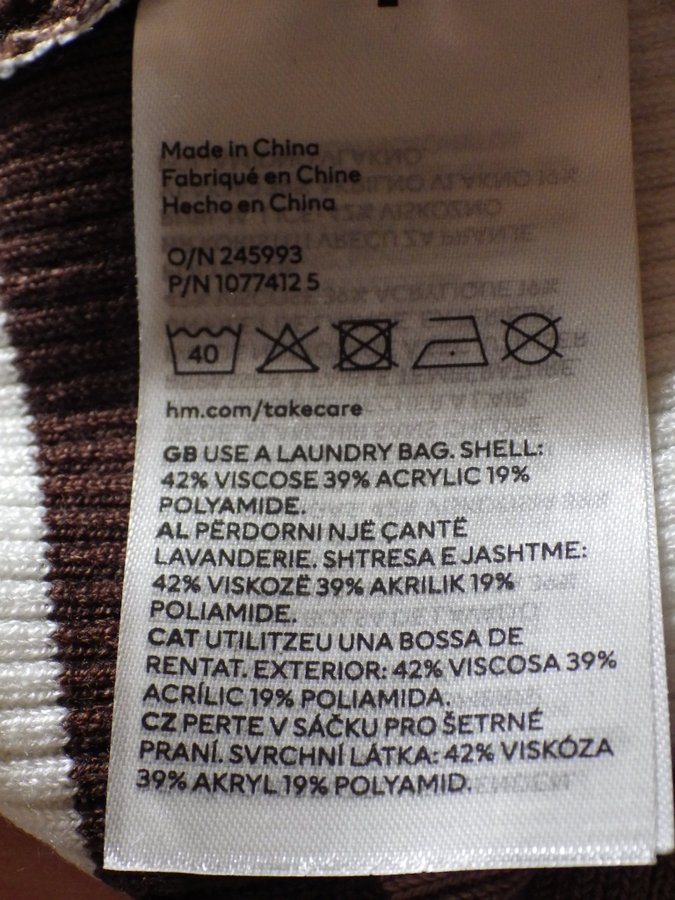 Made in China
Fabriqué en Chine
Hecho en China
O/N 245993
P/N 1077412 5
40
hm.com/takecare
GB USE A LAUNDRY BAG. SHELL:
42% VISCOSE 39% ACRYLIC 19%
POLYAMIDE.
AL PËRDORNI NJË ÇANTË
LAVANDERIE. SHTRESA E JASHTME:
42% VISKOZË 39% AKRILIK 19%
POLIAMIDE.
CAT UTILITZEU UNA BOSSA DE
RENTAT. EXTERIOR: 42% VISCOSA 39%
ACRÍLIC 19% POLIAMIDA.
CZ PERTE V SÁČKU PRO ŠETRNÉ
PRANÍ. SVRCHNÍ LÁTKA: 42% VISKÓZA
39% AKRYL 19% POLYAMID.